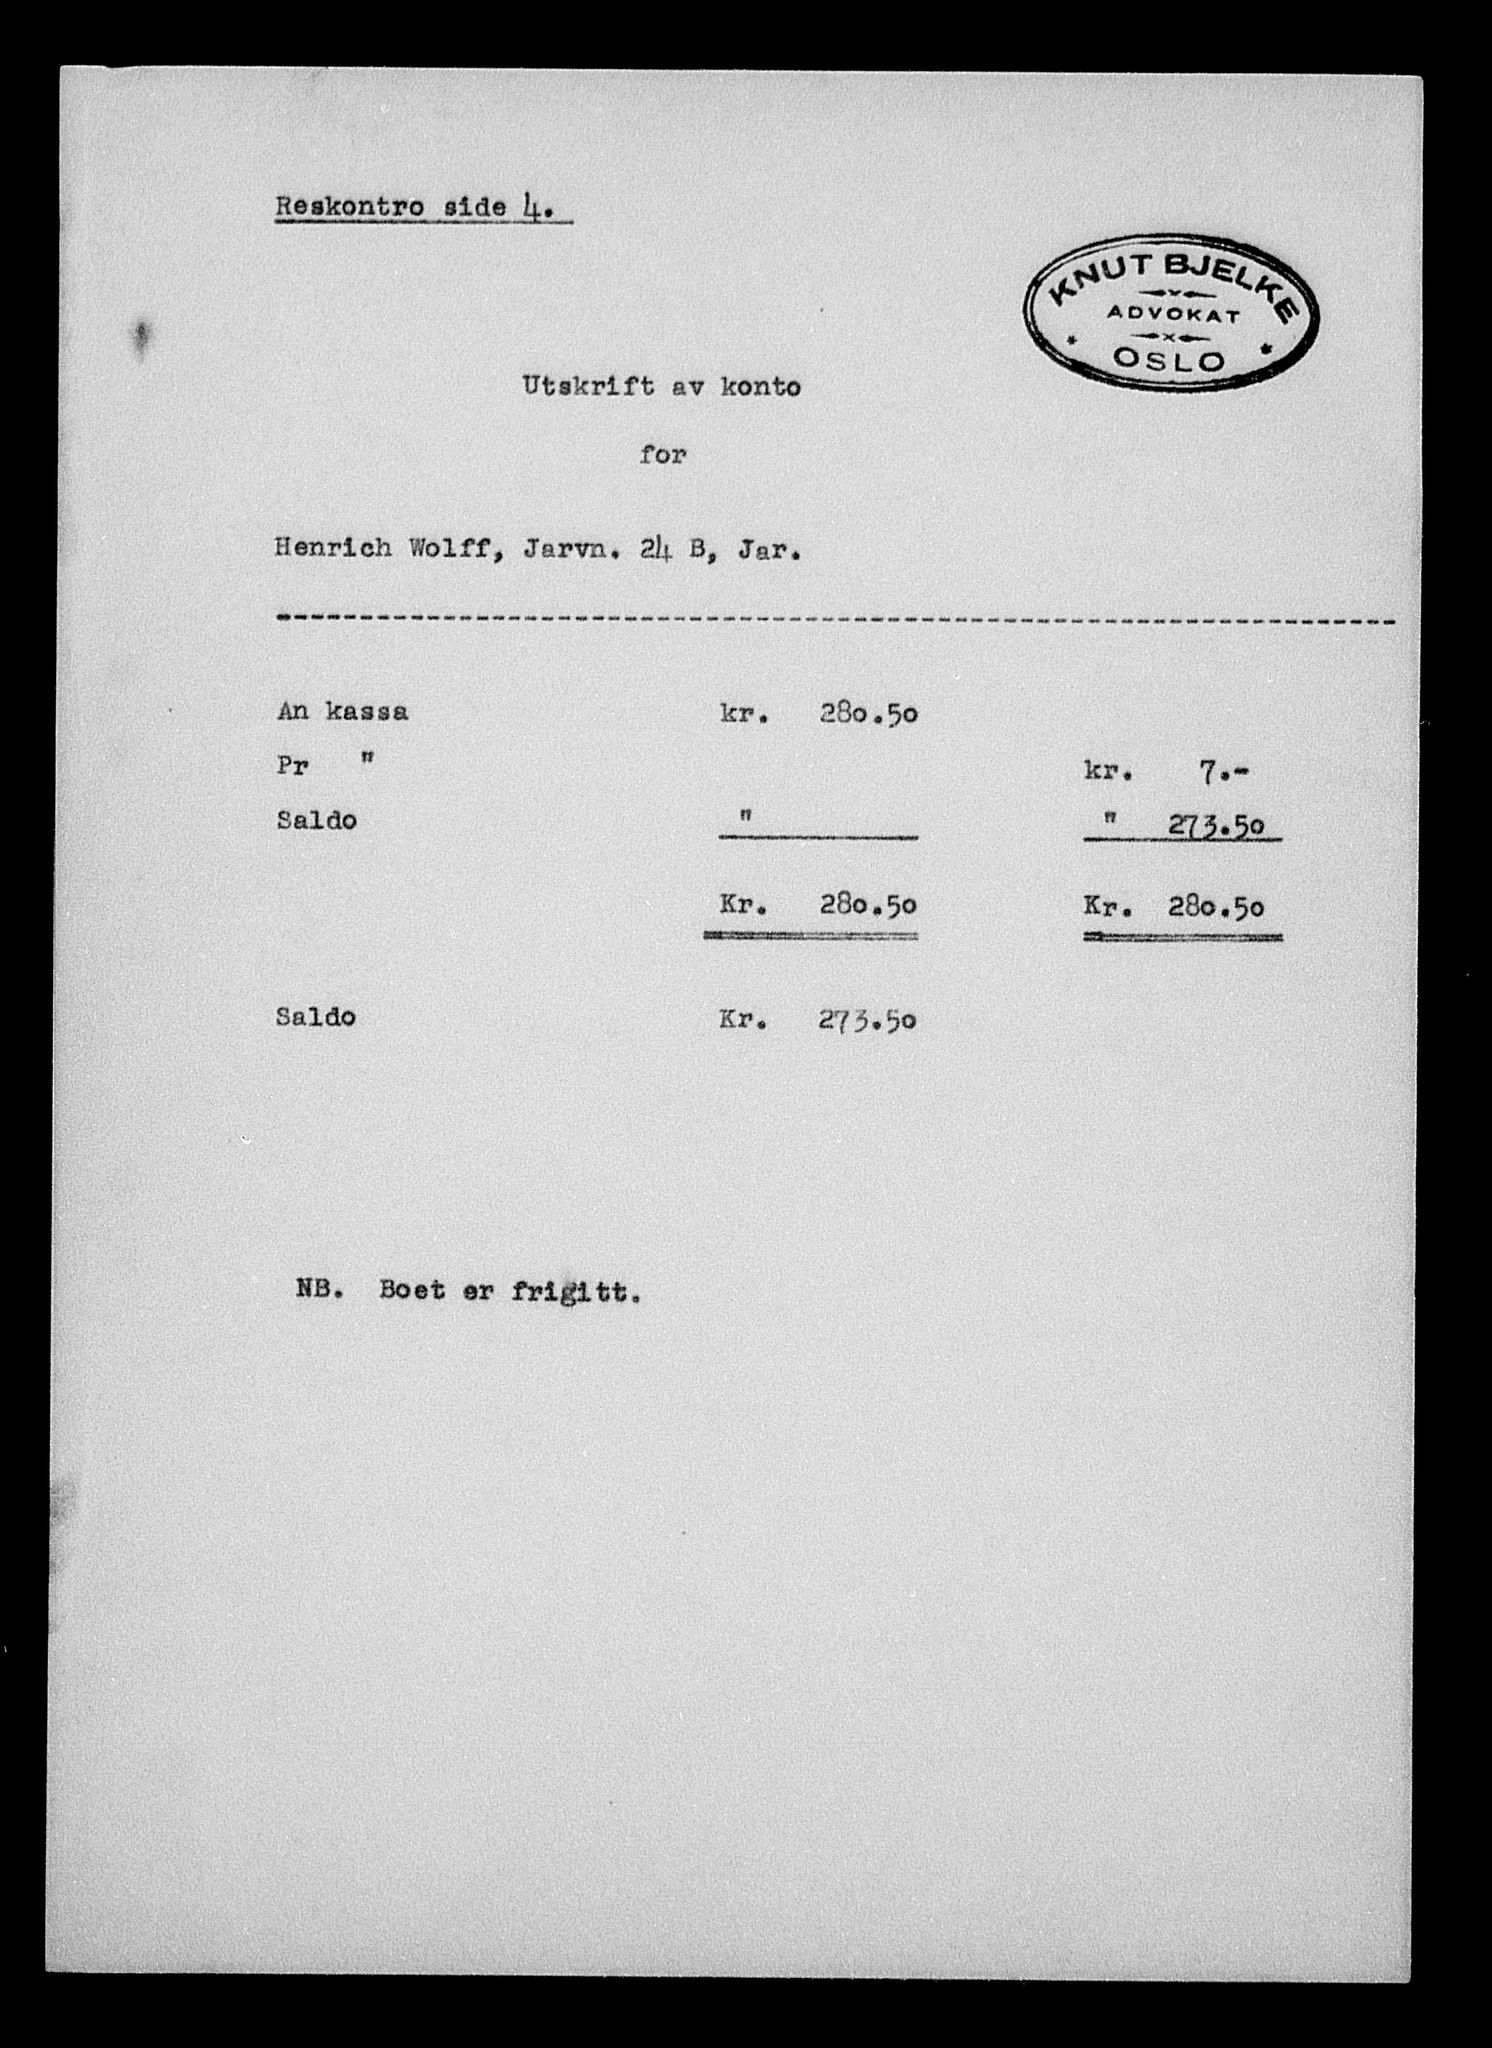 Reskontro side 4.
KNUT BJELKE
ADVOKAT
OSLO
Utskrift av konto
for
Henrich Wolff, Jarvn. 24 B, Jar.
An kassa kr. 280.50
Pr " kr. 7.-
Saldo " " 273.50
Kr. 280.50 Kr. 280.50
Saldo Kr. 273.50
NB. Boet er frigitt.